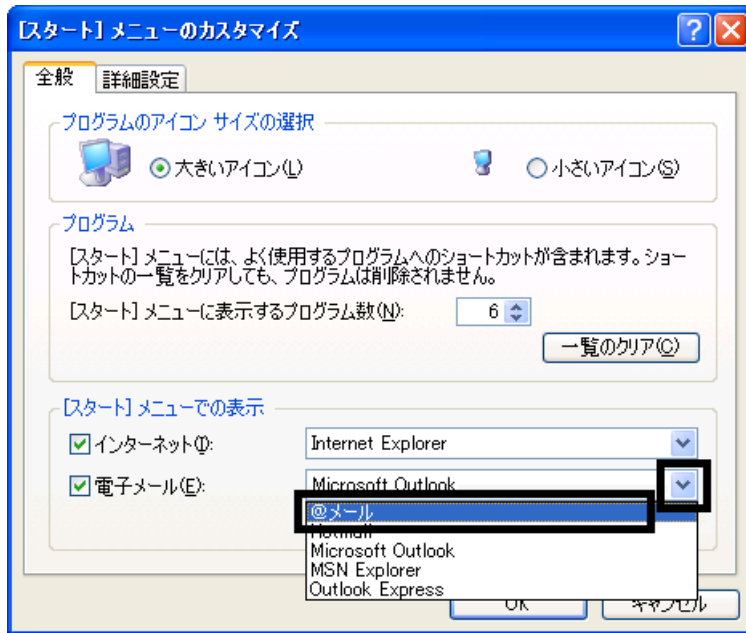 [スタート] メニューのカスタマイズ
全般
詳細設定
プログラムのアイコン サイズの選択
大きいアイコン(L)
小さいアイコン(S)
プログラム
[スタート] メニューには、よく使用するプログラムへのショートカットが含まれます。ショー
トカットの一覧をクリアしても、プログラムは削除されません。
[スタート] メニューに表示するプログラム数(N):
6
一覧のクリア(C)
[スタート] メニューでの表示
インターネット(I):
Internet Explorer
電子メール(E):
Microsoft Outlook
@メール
Hotmail
Microsoft Outlook
MSN Explorer
Outlook Express
OK
キャンセル